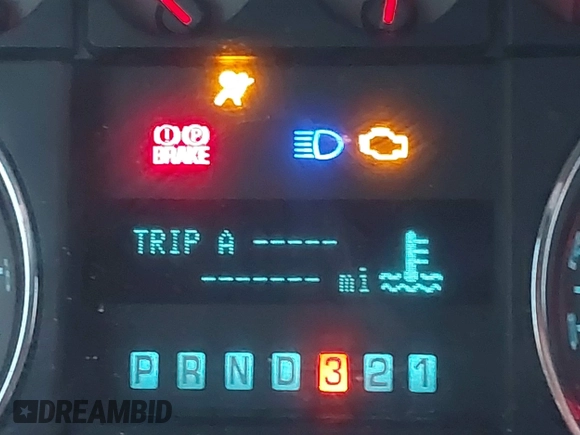 ! P
BRAKE
TRIP A -----
------- mi
P R N D 3 2 1
DREAMBID